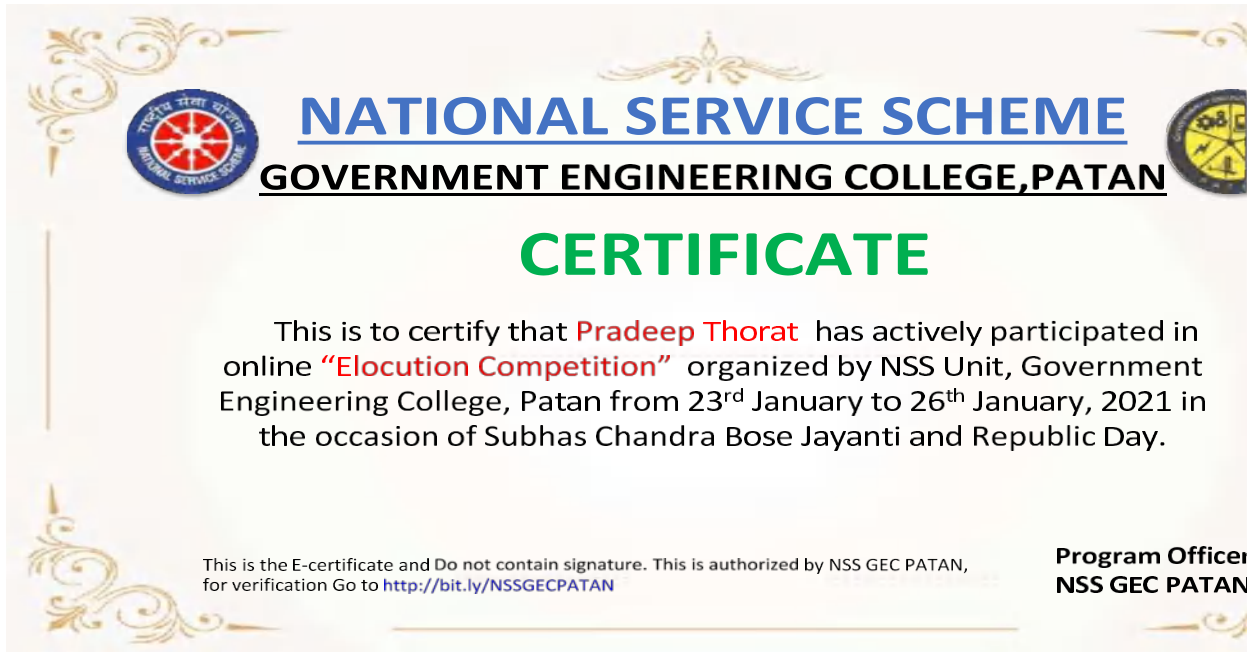 राष्ट्रीय सेवा योजना
NATIONAL SERVICE SCHEME
NATIONAL SERVICE SCHEME
GOVERNMENT ENGINEERING COLLEGE,PATAN
CERTIFICATE
This is to certify that Pradeep Thorat has actively participated in
online “Elocution Competition” organized by NSS Unit, Government
Engineering College, Patan from 23rd January to 26th January, 2021 in
the occasion of Subhas Chandra Bose Jayanti and Republic Day.
This is the E-certificate and Do not contain signature. This is authorized by NSS GEC PATAN,
for verification Go to http://bit.ly/NSSGECPATAN
Program Officer
NSS GEC PATAN